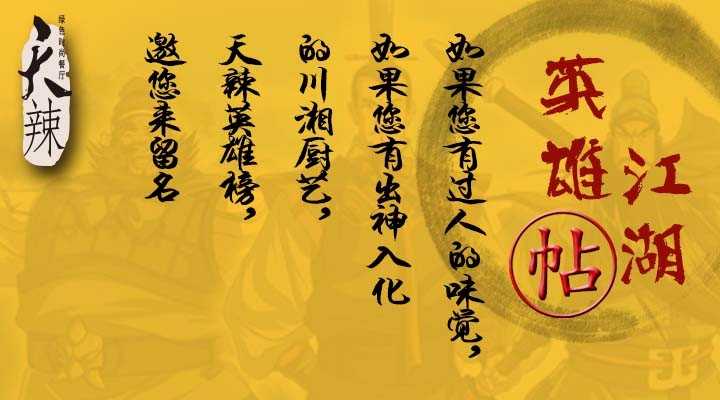 江湖
英雄
帖
如果您有过人的味觉，
如果您有出神入化
的川湘厨艺，
天辣英雄榜，
邀您来留名
天辣
绿色时尚餐厅